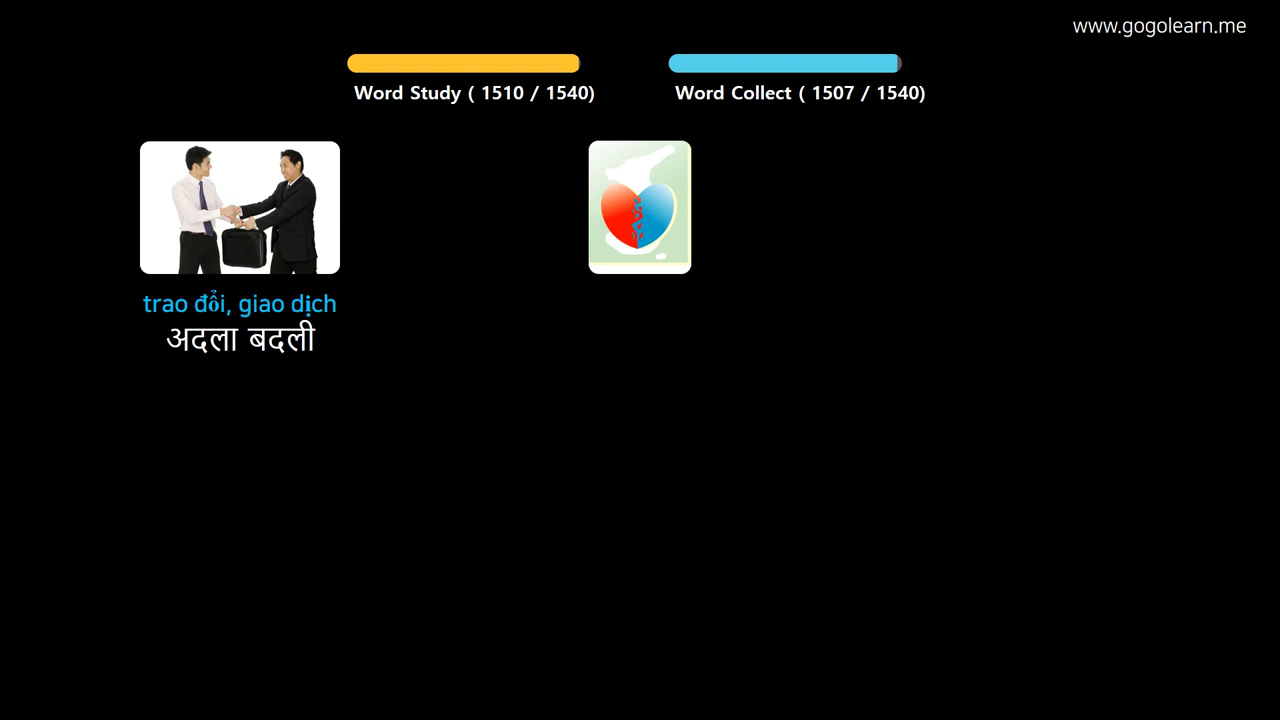 www.gogolearn.me
Word Study ( 1510 / 1540)
Word Collect ( 1507 / 1540)
trao đổi, giao dịch
अदला बदली